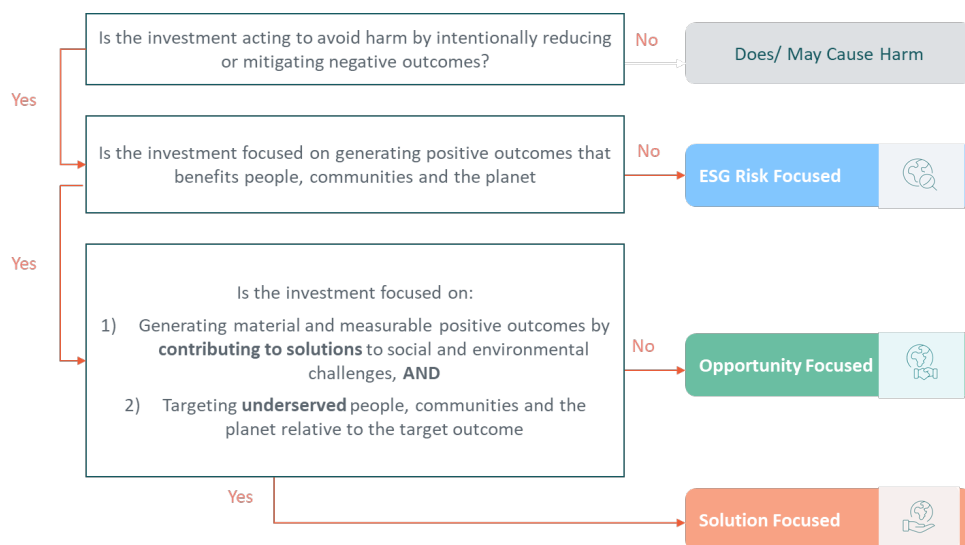 Is the investment acting to avoid harm by intentionally reducing
or mitigating negative outcomes?
No
Does/ May Cause Harm
Yes
Is the investment focused on generating positive outcomes that
benefits people, communities and the planet
No
ESG Risk Focused
Yes
Is the investment focused on:
1) Generating material and measurable positive outcomes by
contributing to solutions to social and environmental
challenges, AND
2) Targeting underserved people, communities and the
planet relative to the target outcome
No
Opportunity Focused
Yes
Solution Focused